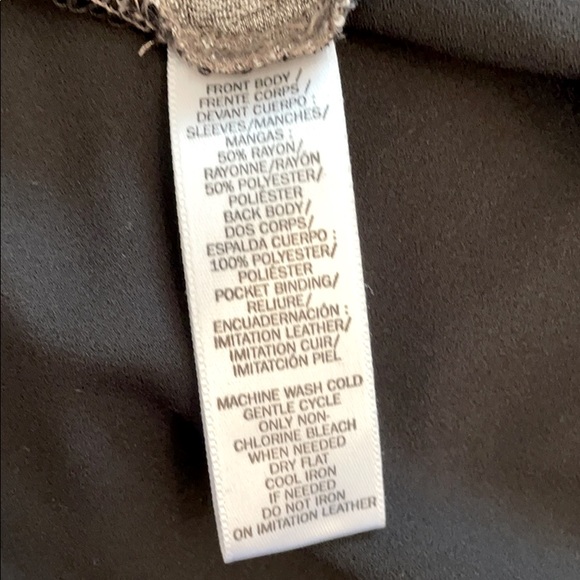 FRONT BODY/
FRENTE CORPS/
DEVANT CUERPO :
SLEEVES/MANCHES/
MANGAS :
50% RAYON/
RAYONNE/RAYÓN
50% POLYESTER/
POLIÉSTER
BACK BODY/
DOS CORPS/
ESPALDA CUERPO :
100% POLYESTER/
POLIÉSTER
POCKET BINDING/
RELIURE/
ENCUADERNACIÓN :
IMITATION LEATHER/
IMITATION CUIR/
IMITATCIÓN PIEL
MACHINE WASH COLD
GENTLE CYCLE
ONLY NON-
CHLORINE BLEACH
WHEN NEEDED
DRY FLAT
COOL IRON
IF NEEDED
DO NOT IRON
ON IMITATION LEATHER